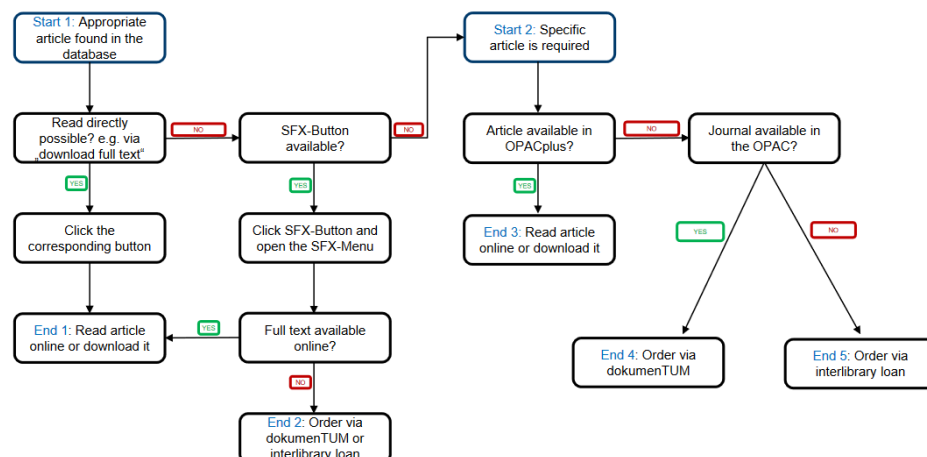 Start 1: Appropriate
article found in the
database
Start 2: Specific
article is required
Read directly
possible? e.g. via
„download full text“
NO
SFX-Button
available?
NO
Article available in
OPACplus?
NO
Journal available in
the OPAC?
YES
YES
YES
Click the
corresponding button
Click SFX-Button and
open the SFX-Menu
End 3: Read article
online or download it
YES
NO
End 1: Read article
online or download it
YES
Full text available
online?
End 4: Order via
dokumenTUM
End 5: Order via
interlibrary loan
NO
End 2: Order via
dokumenTUM or
interlibrary loan